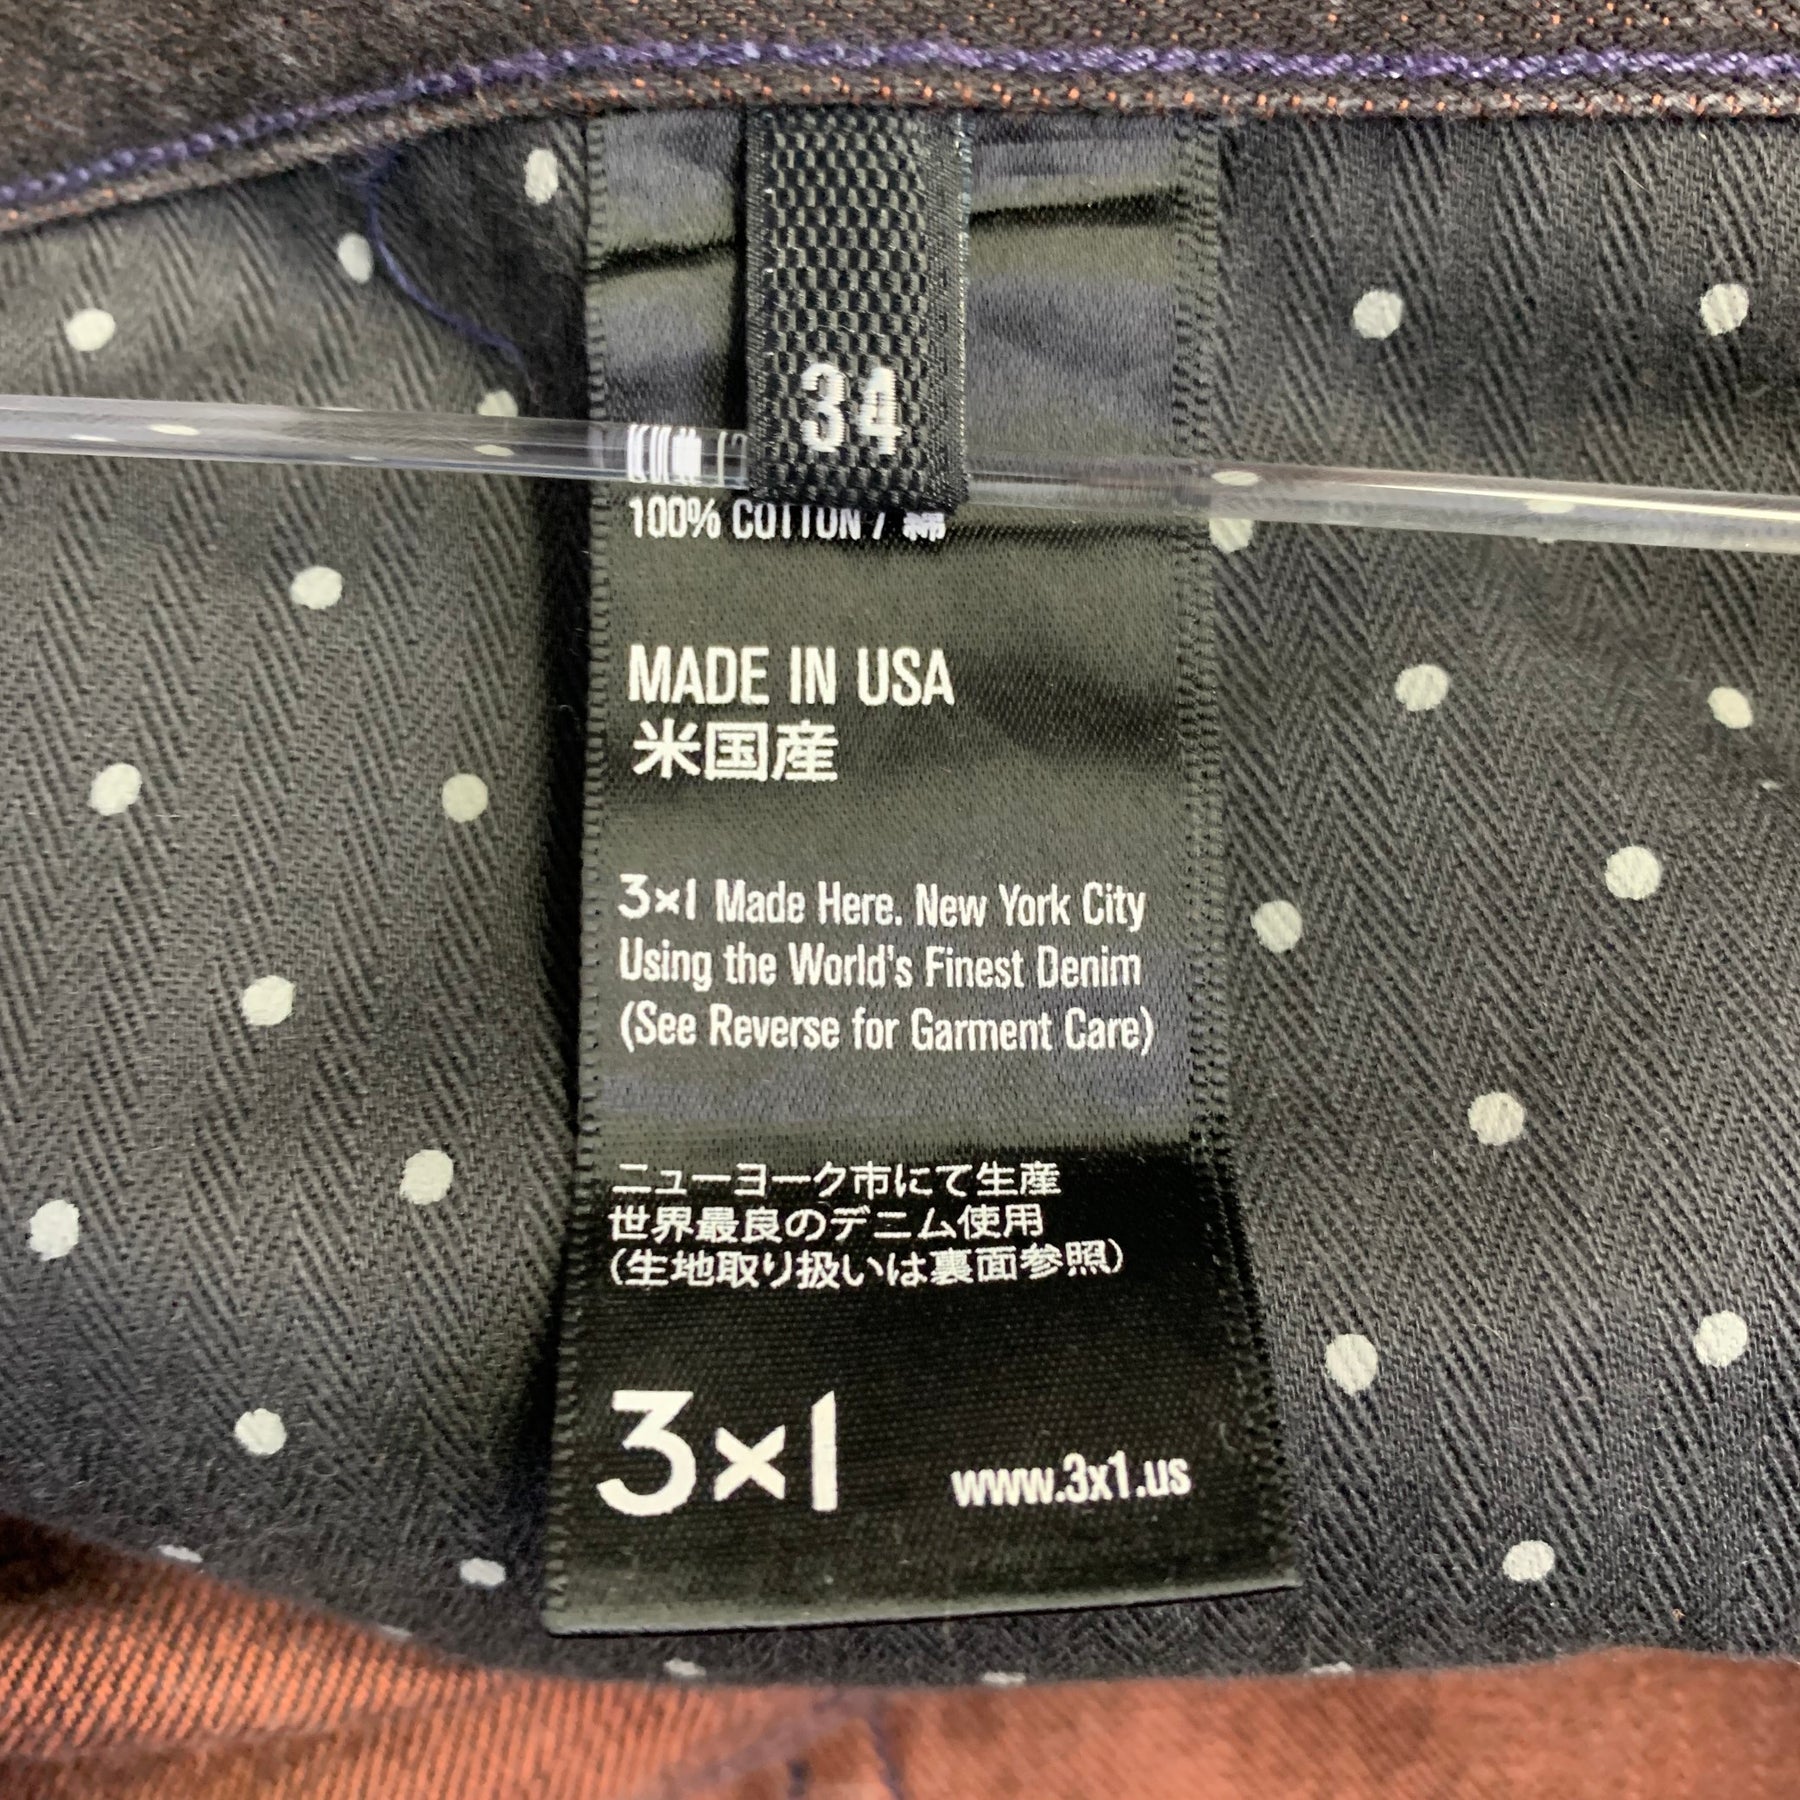 34
100% COTTON / 綿
MADE IN USA
米国産
3×1 Made Here. New York City
Using the World's Finest Denim
(See Reverse for Garment Care)
ニューヨーク市にて生産
世界最良のデニム使用
(生地取り扱いは裏面参照)
3×1
www.3x1.us